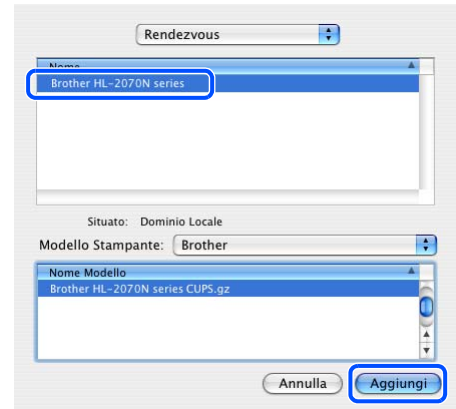 Rendezvous
Nome
Brother HL-2070N series
Situato: Dominio Locale
Modello Stampante: Brother
Nome Modello
Brother HL-2070N series CUPS.gz
Annulla Aggiungi